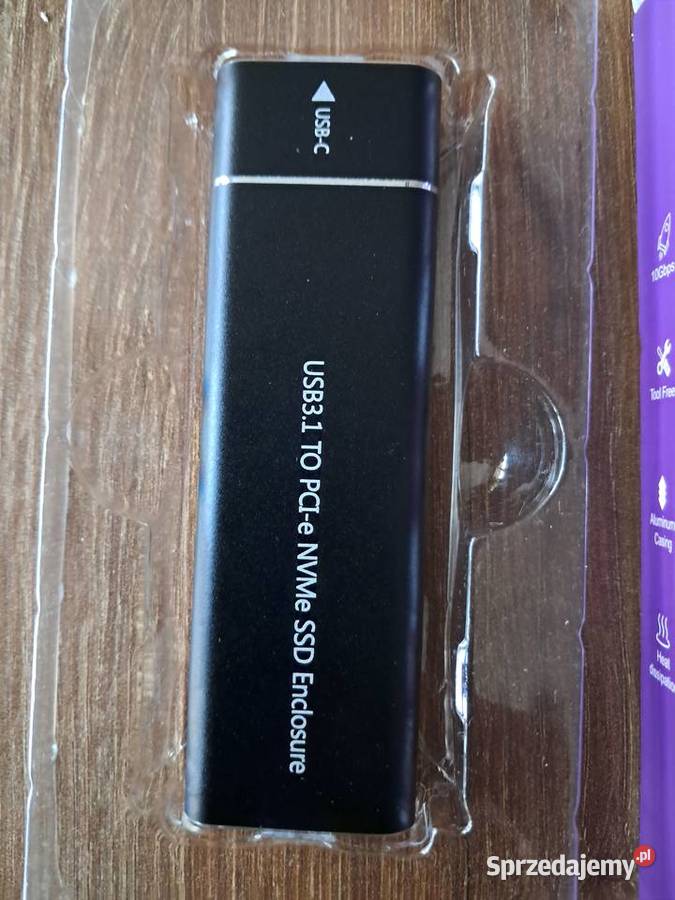 USB-C
USB3.1 TO PCI-e NVMe SSD Enclosure
10Gbps
Tool Free
Aluminum
Casing
Heat
dissipation
Sprzedajemy.pl